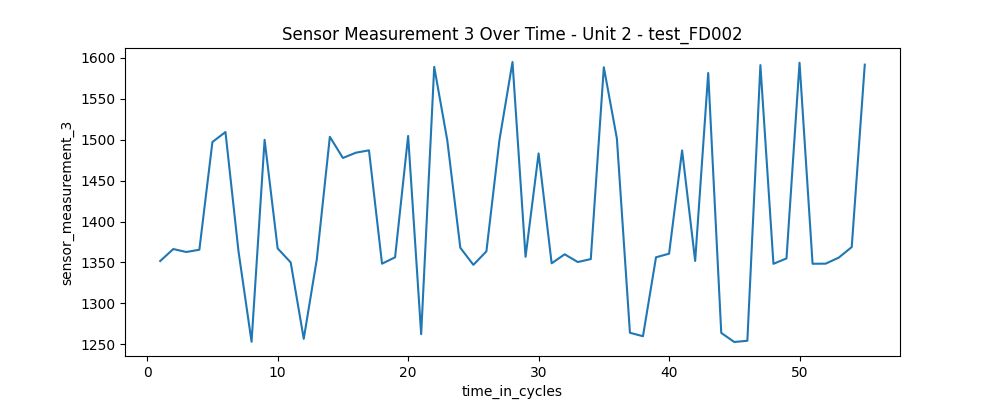 Sensor Measurement 3 Over Time - Unit 2 - test_FD002
1600
1550
1500
1450
1400
1350
1300
1250
sensor_measurement_3
0 10 20 30 40 50
time_in_cycles